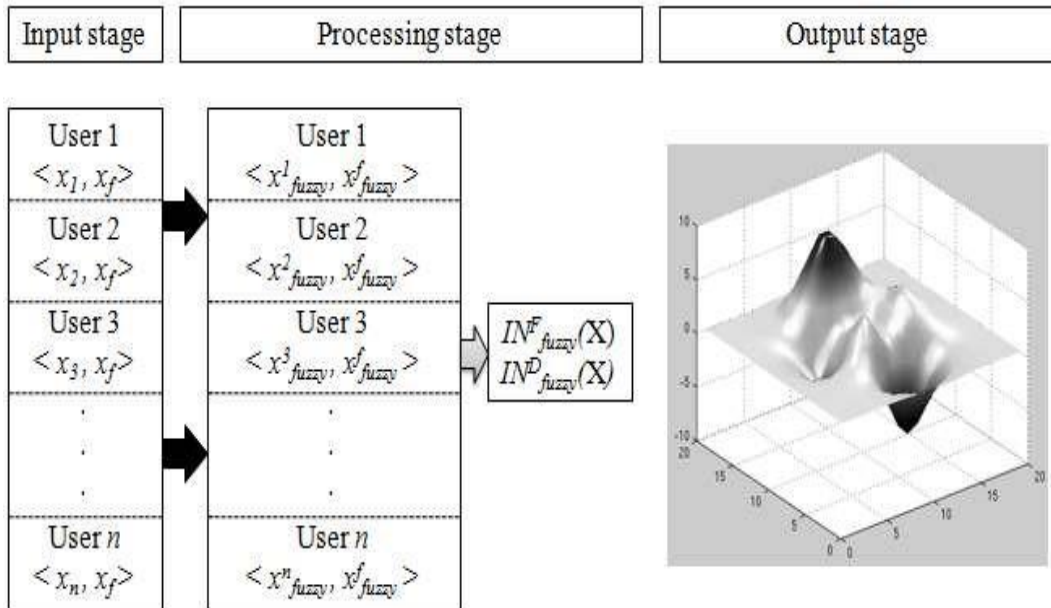 Input stage
Processing stage
Output stage
User 1
< x1, xf >
User 2
< x2, xf >
User 3
< x3, xf >
.
.
.
User n
< xn, xf >
User 1
< x1fuzzy, xffuzzy >
User 2
< x2fuzzy, xffuzzy >
User 3
< x3fuzzy, xffuzzy >
.
.
.
User n
< xnfuzzy, xffuzzy >
INFfuzzy(X)
INDfuzzy(X)
10
5
0
-5
-10
20
15
10
5
0
0
5
10
15
20